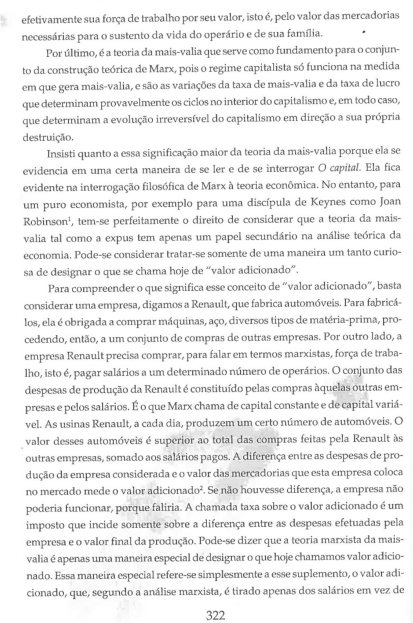 efetivamente sua força de trabalho por seu valor, isto é, pelo valor das mercadorias
necessárias para o sustento da vida do operário e de sua família.
Por último, é a teoria da mais-valia que serve como fundamento para o conjun-
to da construção teórica de Marx, pois o regime capitalista só funciona na medida
em que gera mais-valia, e são as variações da taxa de mais-valia e da taxa de lucro
que determinam provavelmente os ciclos no interior do capitalismo e, em todo caso,
que determinam a evolução irreversível do capitalismo em direção a sua própria
destruição.
Insisti quanto a essa significação maior da teoria da mais-valia porque ela se
evidencia em uma certa maneira de se ler e de se interrogar O capital. Ela fica
evidente na interrogação filosófica de Marx à teoria econômica. No entanto, para
um puro economista, por exemplo para uma discípula de Keynes como Joan
Robinson¹, tem-se perfeitamente o direito de considerar que a teoria da mais-
valia tal como a expus tem apenas um papel secundário na análise teórica da
economia. Pode-se considerar tratar-se somente de uma maneira um tanto curio-
sa de designar o que se chama hoje de "valor adicionado".
Para compreender o que significa esse conceito de "valor adicionado", basta
considerar uma empresa, digamos a Renault, que fabrica automóveis. Para fabricá-
los, ela é obrigada a comprar máquinas, aço, diversos tipos de matéria-prima, pro-
cedendo, então, a um conjunto de compras de outras empresas. Por outro lado, a
empresa Renault precisa comprar, para falar em termos marxistas, força de traba-
lho, isto é, pagar salários a um determinado número de operários. O conjunto das
despesas de produção da Renault é constituído pelas compras àquelas outras em-
presas e pelos salários. É o que Marx chama de capital constante e de capital variá-
vel. As usinas Renault, a cada dia, produzem um certo número de automóveis. O
valor desses automóveis é superior ao total das compras feitas pela Renault às
outras empresas, somado aos salários pagos. A diferença entre as despesas de pro-
dução da empresa considerada e o valor das mercadorias que esta empresa coloca
no mercado mede o valor adicionado². Se não houvesse diferença, a empresa não
poderia funcionar, porque faliria. A chamada taxa sobre o valor adicionado é um
imposto que incide somente sobre a diferença entre as despesas efetuadas pela
empresa e o valor final da produção. Pode-se dizer que a teoria marxista da mais-
valia é apenas uma maneira especial de designar o que hoje chamamos valor adicio-
nado. Essa maneira especial refere-se simplesmente a esse suplemento, o valor adi-
cionado, que, segundo a análise marxista, é tirado apenas dos salários em vez de
322